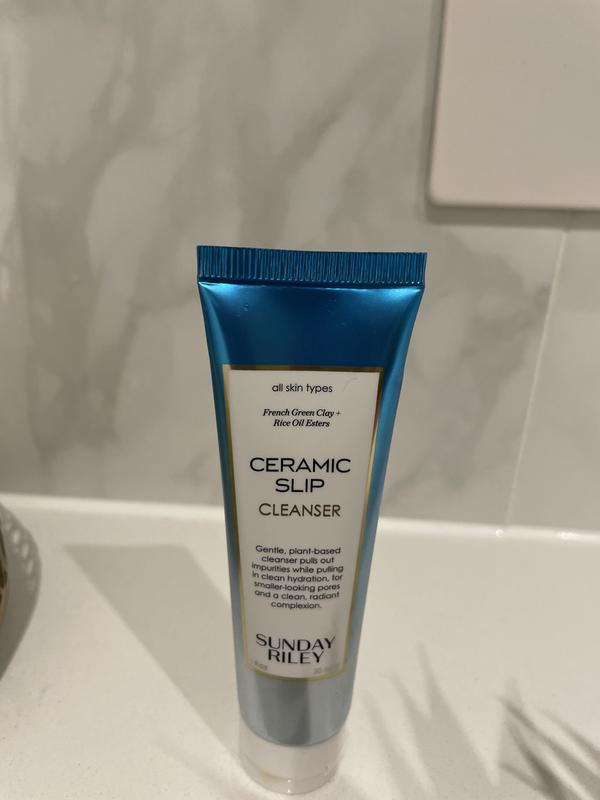 all skin types
French Green Clay +
Rice Oil Esters
CERAMIC
SLIP
CLEANSER
Gentle, plant-based
cleanser pulls out
impurities while pulling
in clean hydration, for
smaller-looking pores
and a clean, radiant
complexion.
SUNDAY
RILEY